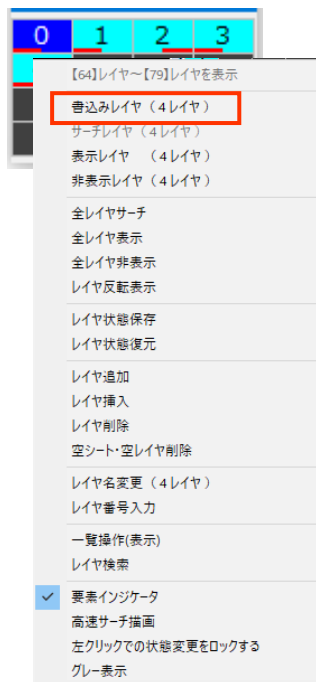 0 1 2 3
【64】レイヤ～【79】レイヤを表示
書込みレイヤ（4レイヤ）
サーチレイヤ（4レイヤ）
表示レイヤ （4レイヤ）
非表示レイヤ（4レイヤ）
全レイヤサーチ
全レイヤ表示
全レイヤ非表示
レイヤ反転表示
レイヤ状態保存
レイヤ状態復元
レイヤ追加
レイヤ挿入
レイヤ削除
空シート・空レイヤ削除
レイヤ名変更（4レイヤ）
レイヤ番号入力
一覧操作(表示)
レイヤ検索
要素インジケータ
高速サーチ描画
左クリックでの状態変更をロックする
グレー表示